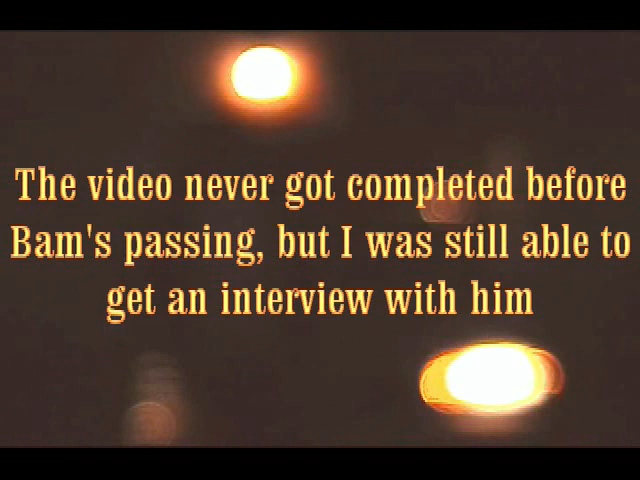 The video never got completed before
Bam's passing, but I was still able to
get an interview with him